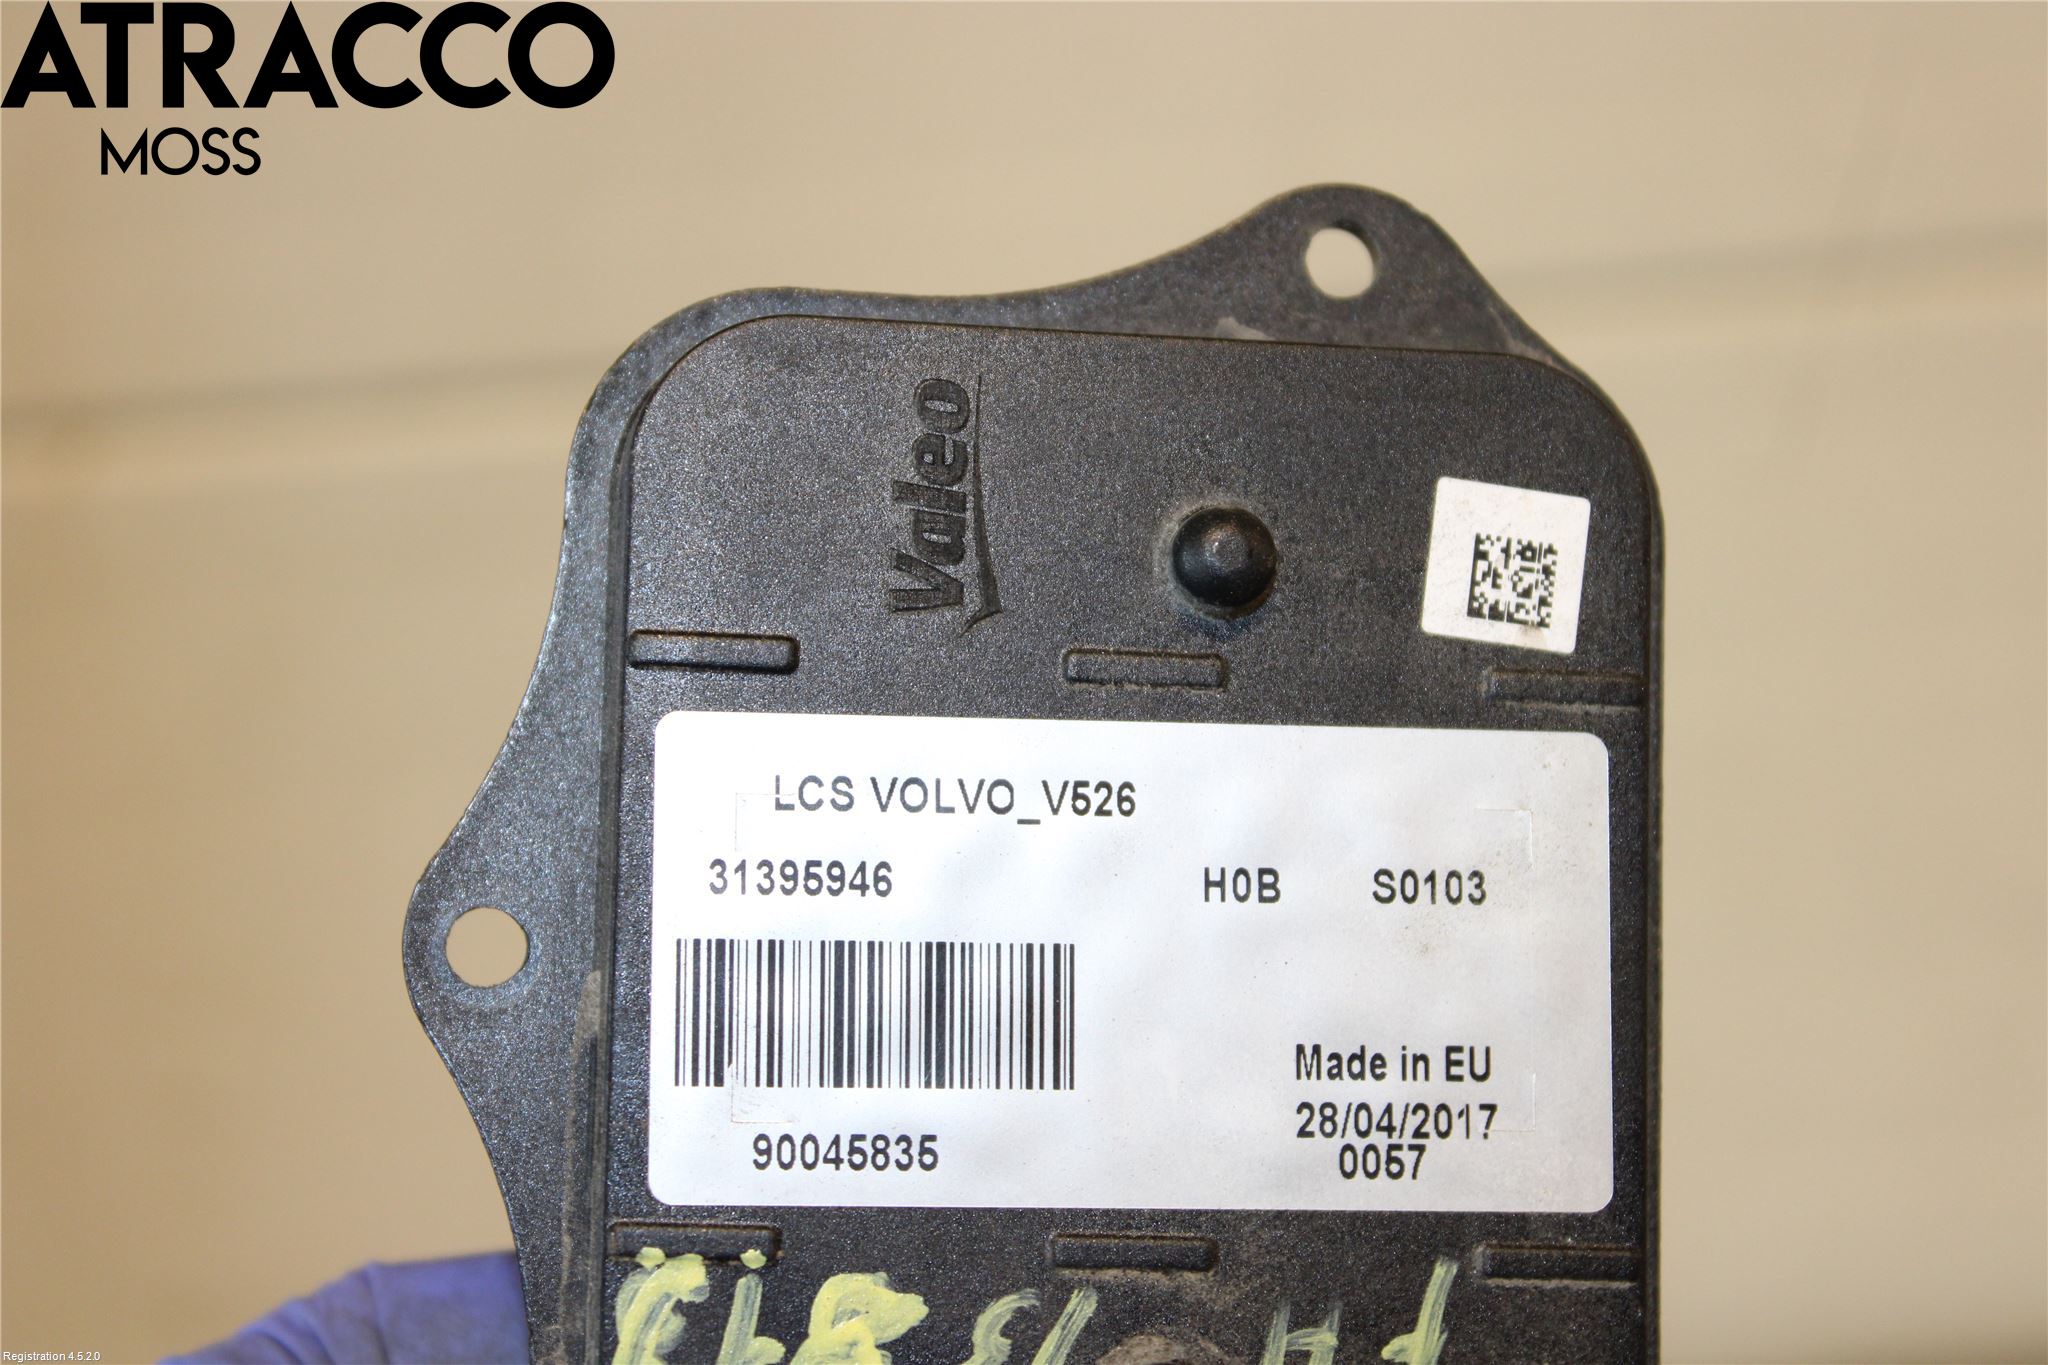 ATRACCO
MOSS
Valeo
LCS VOLVO_V526
31395946 H0B S0103
Made in EU
28/04/2017
90045835 0057
Registration 4.5.2.0